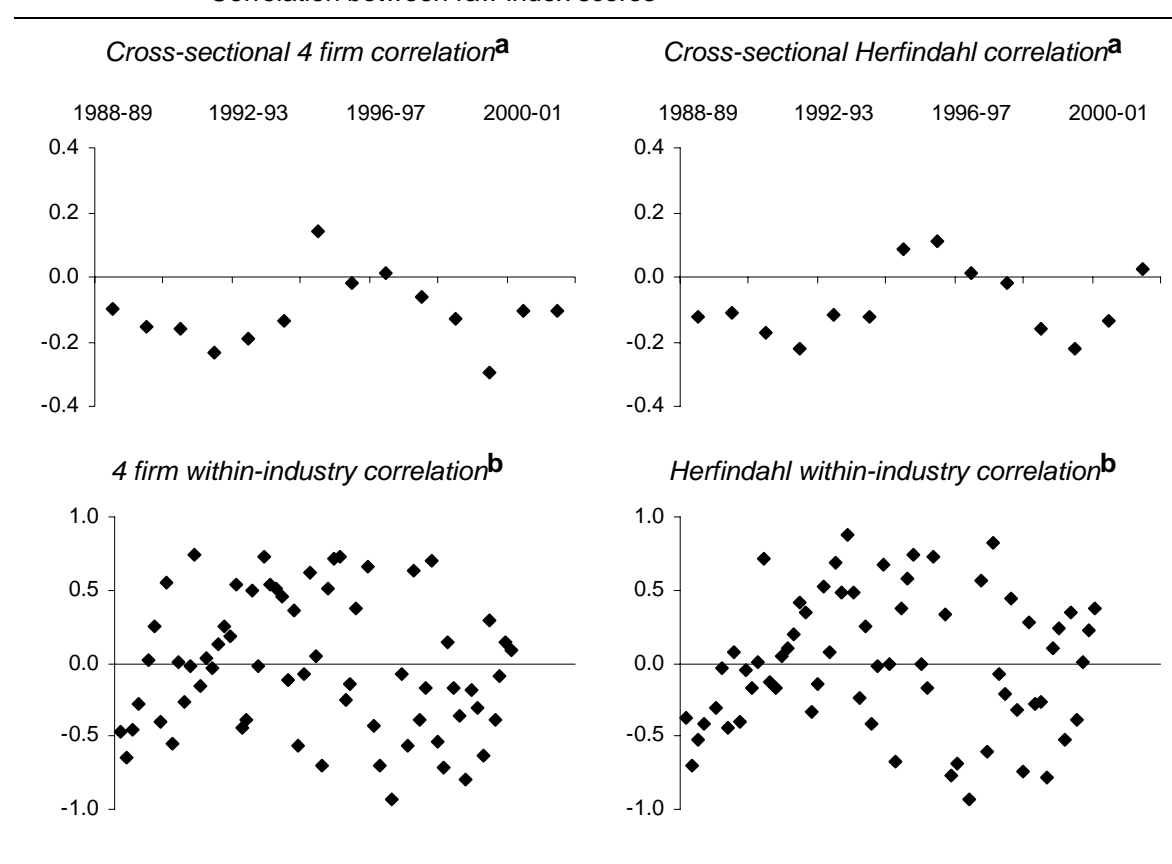 Correlation between raw index scores
Cross-sectional 4 firm correlationa
Cross-sectional Herfindahl correlationa
1988-89 1992-93 1996-97 2000-01
1988-89 1992-93 1996-97 2000-01
0.4
0.2
0.0
-0.2
-0.4
0.4
0.2
0.0
-0.2
-0.4
4 firm within-industry correlationb
Herfindahl within-industry correlationb
1.0
0.5
0.0
-0.5
-1.0
1.0
0.5
0.0
-0.5
-1.0